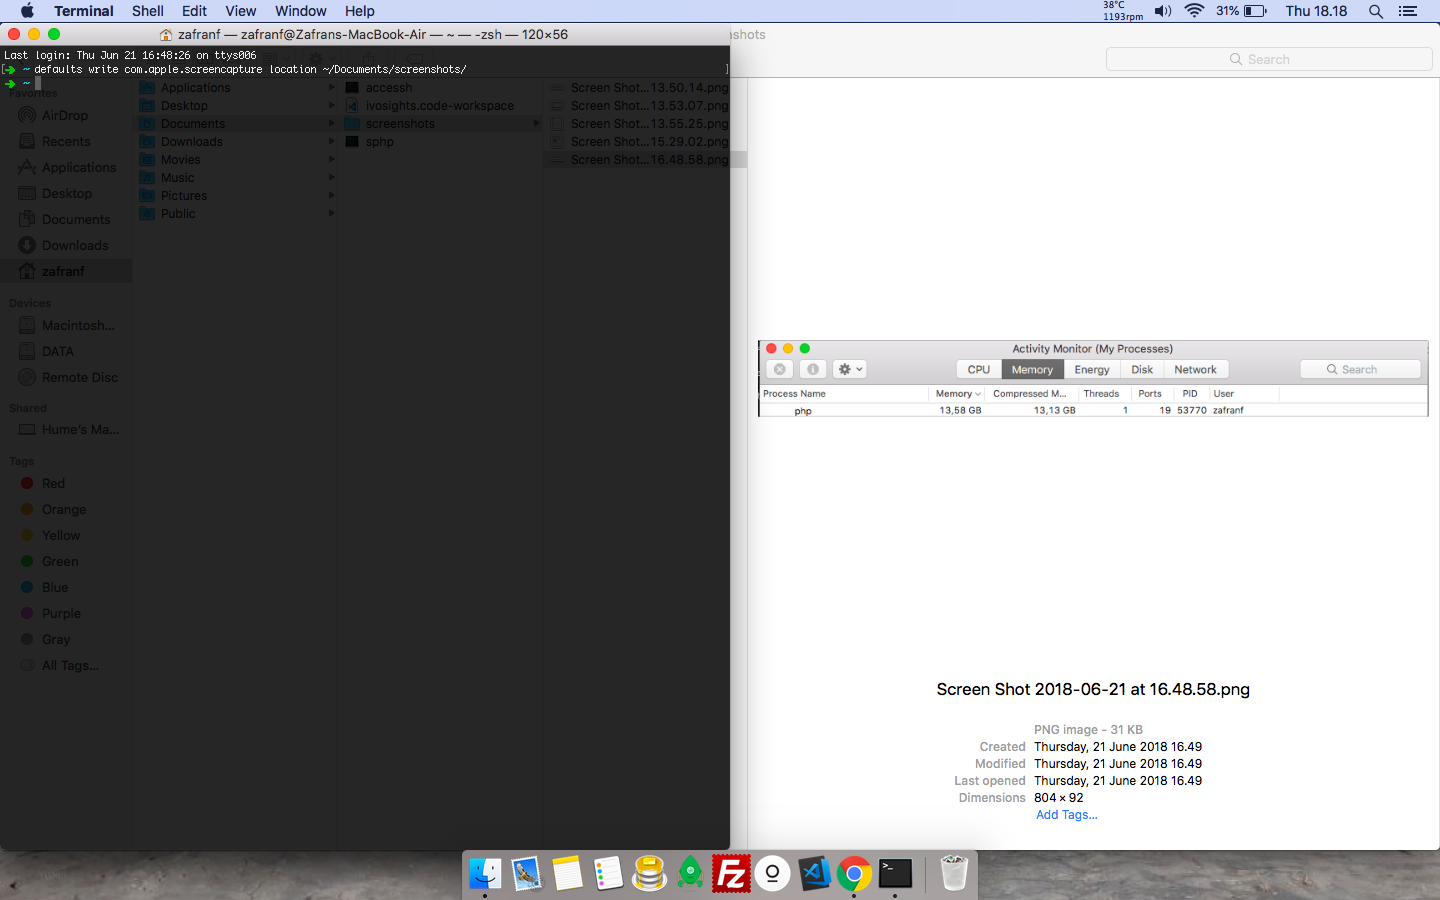 Terminal Shell Edit View Window Help
38°C
1193rpm
31%
Thu 18.18
zafranf — zafranf@Zafrans-MacBook-Air — ~ — -zsh — 120×56
Last login: Thu Jun 21 16:48:26 on ttys006
[➜ ~ defaults write com.apple.screencapture location ~/Documents/screenshots/ ]
➜ ~
Favorites
AirDrop
Recents
Applications
Desktop
Documents
Downloads
zafranf
Devices
Macintosh...
DATA
Remote Disc
Shared
Hume's Ma...
Tags
Red
Orange
Yellow
Green
Blue
Purple
Gray
All Tags...
Applications
Desktop
Documents
Downloads
Movies
Music
Pictures
Public
accessh
ivosights.code-workspace
screenshots
sphp
Screen Shot...13.50.14.png
Screen Shot...13.53.07.png
Screen Shot...13.55.25.png
Screen Shot...15.29.02.png
Screen Shot...16.48.58.png
shots
Search
Activity Monitor (My Processes)
CPU Memory Energy Disk Network
Search
Process Name Memory Compressed M... Threads Ports PID User
php 13,58 GB 13,13 GB 1 19 53770 zafranf
Screen Shot 2018-06-21 at 16.48.58.png
PNG image - 31 KB
Created Thursday, 21 June 2018 16.49
Modified Thursday, 21 June 2018 16.49
Last opened Thursday, 21 June 2018 16.49
Dimensions 804 × 92
Add Tags...
Fz
>_